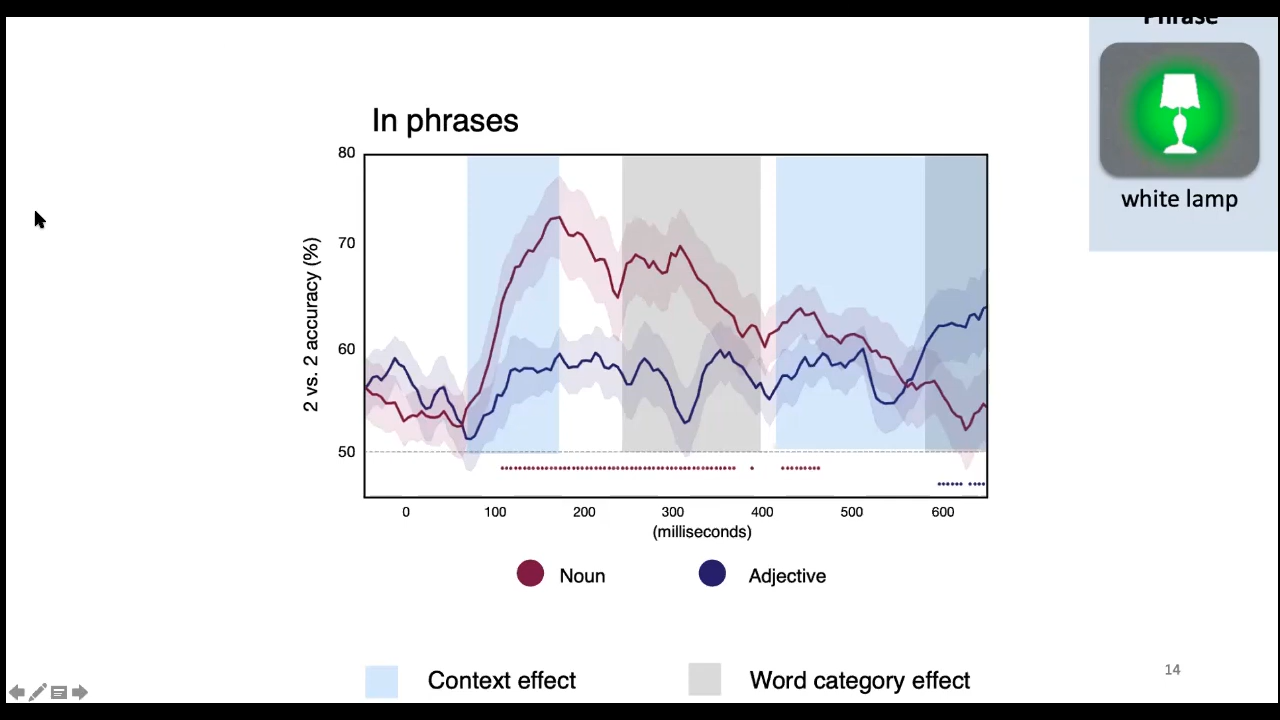 Phrase
white lamp
In phrases
80
70
60
50
2 vs. 2 accuracy (%)
0 100 200 300 400 500 600
(milliseconds)
Noun Adjective
Context effect Word category effect
14